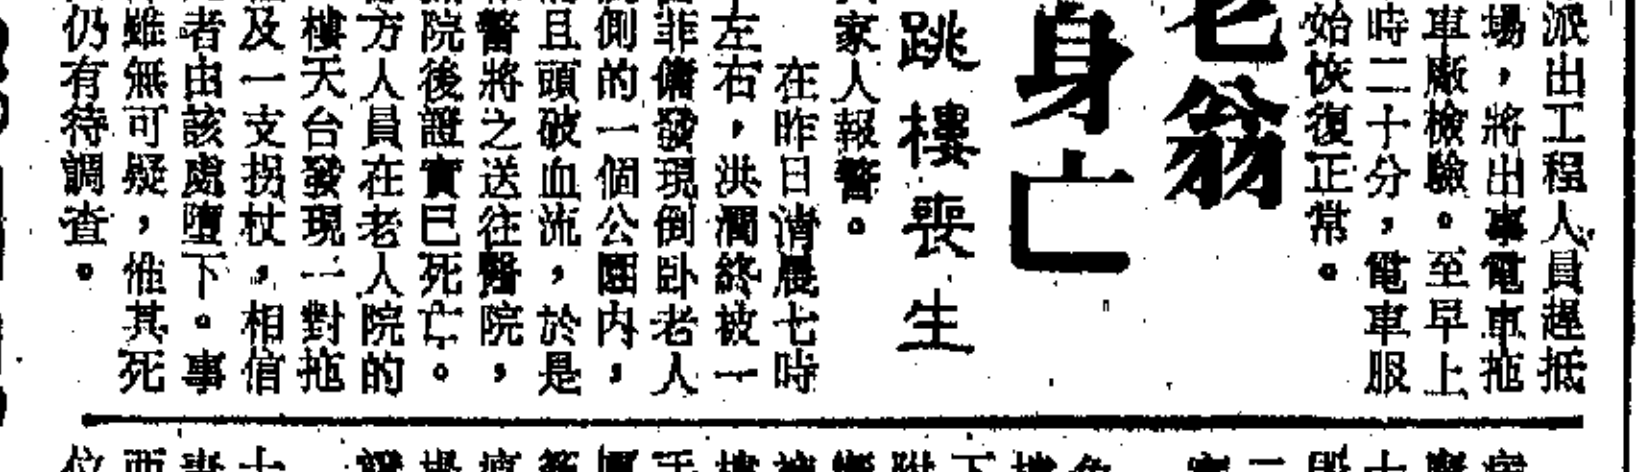 派出工程人員趕抵
場，將出事電車拖
車廠檢驗。至早上
時二十分，電車服
始恢復正常。
老翁
身亡
跳樓喪生
家人報警。
在昨日清晨七時
左右，洪潤終被一
菲傭發現倒卧老人
側的一個公園內，
且頭破血流，於是
警將之送往醫院，
院後證實已死亡。
方人員在老人院的
樓天台發現一對拖
及一支拐杖，相信
者由該處墮下。事
雖無可疑，惟其死
仍有待調查。